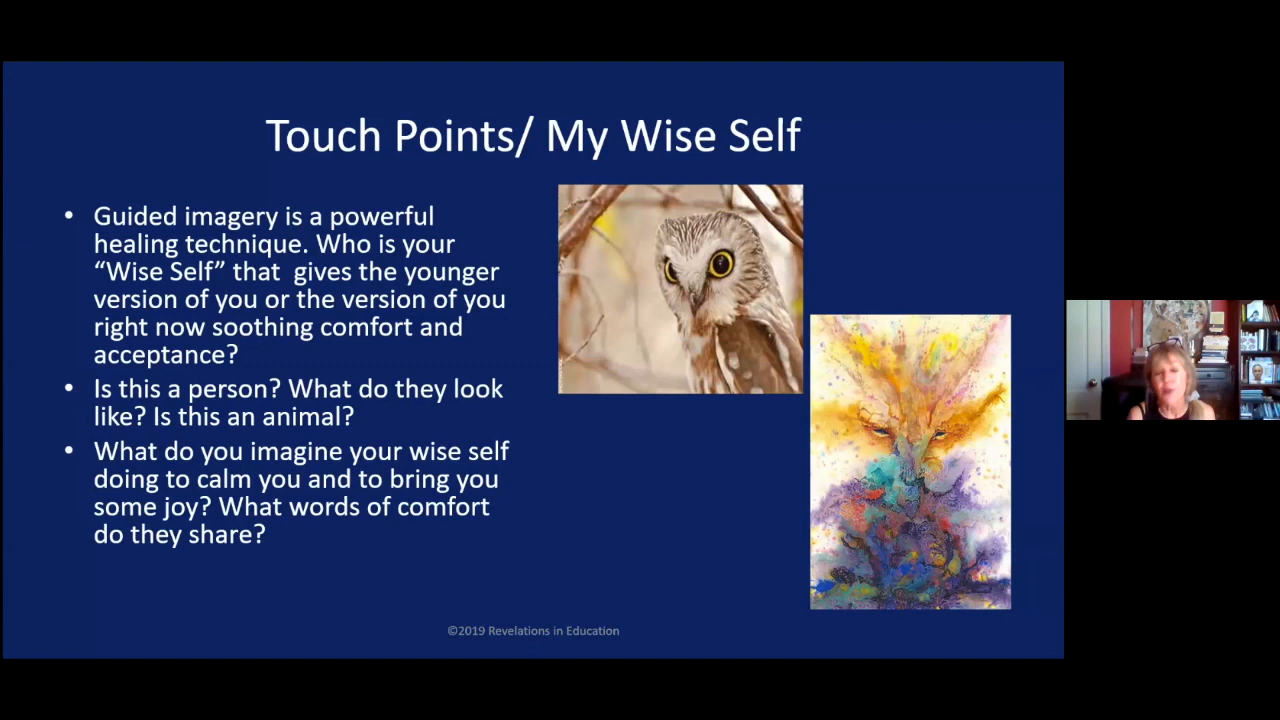 Touch Points/ My Wise Self
• Guided imagery is a powerful
healing technique. Who is your
“Wise Self” that  gives the younger
version of you or the version of you
right now soothing comfort and
acceptance?
• Is this a person? What do they look
like? Is this an animal?
• What do you imagine your wise self
doing to calm you and to bring you
some joy? What words of comfort
do they share?
©2019 Revelations in Education